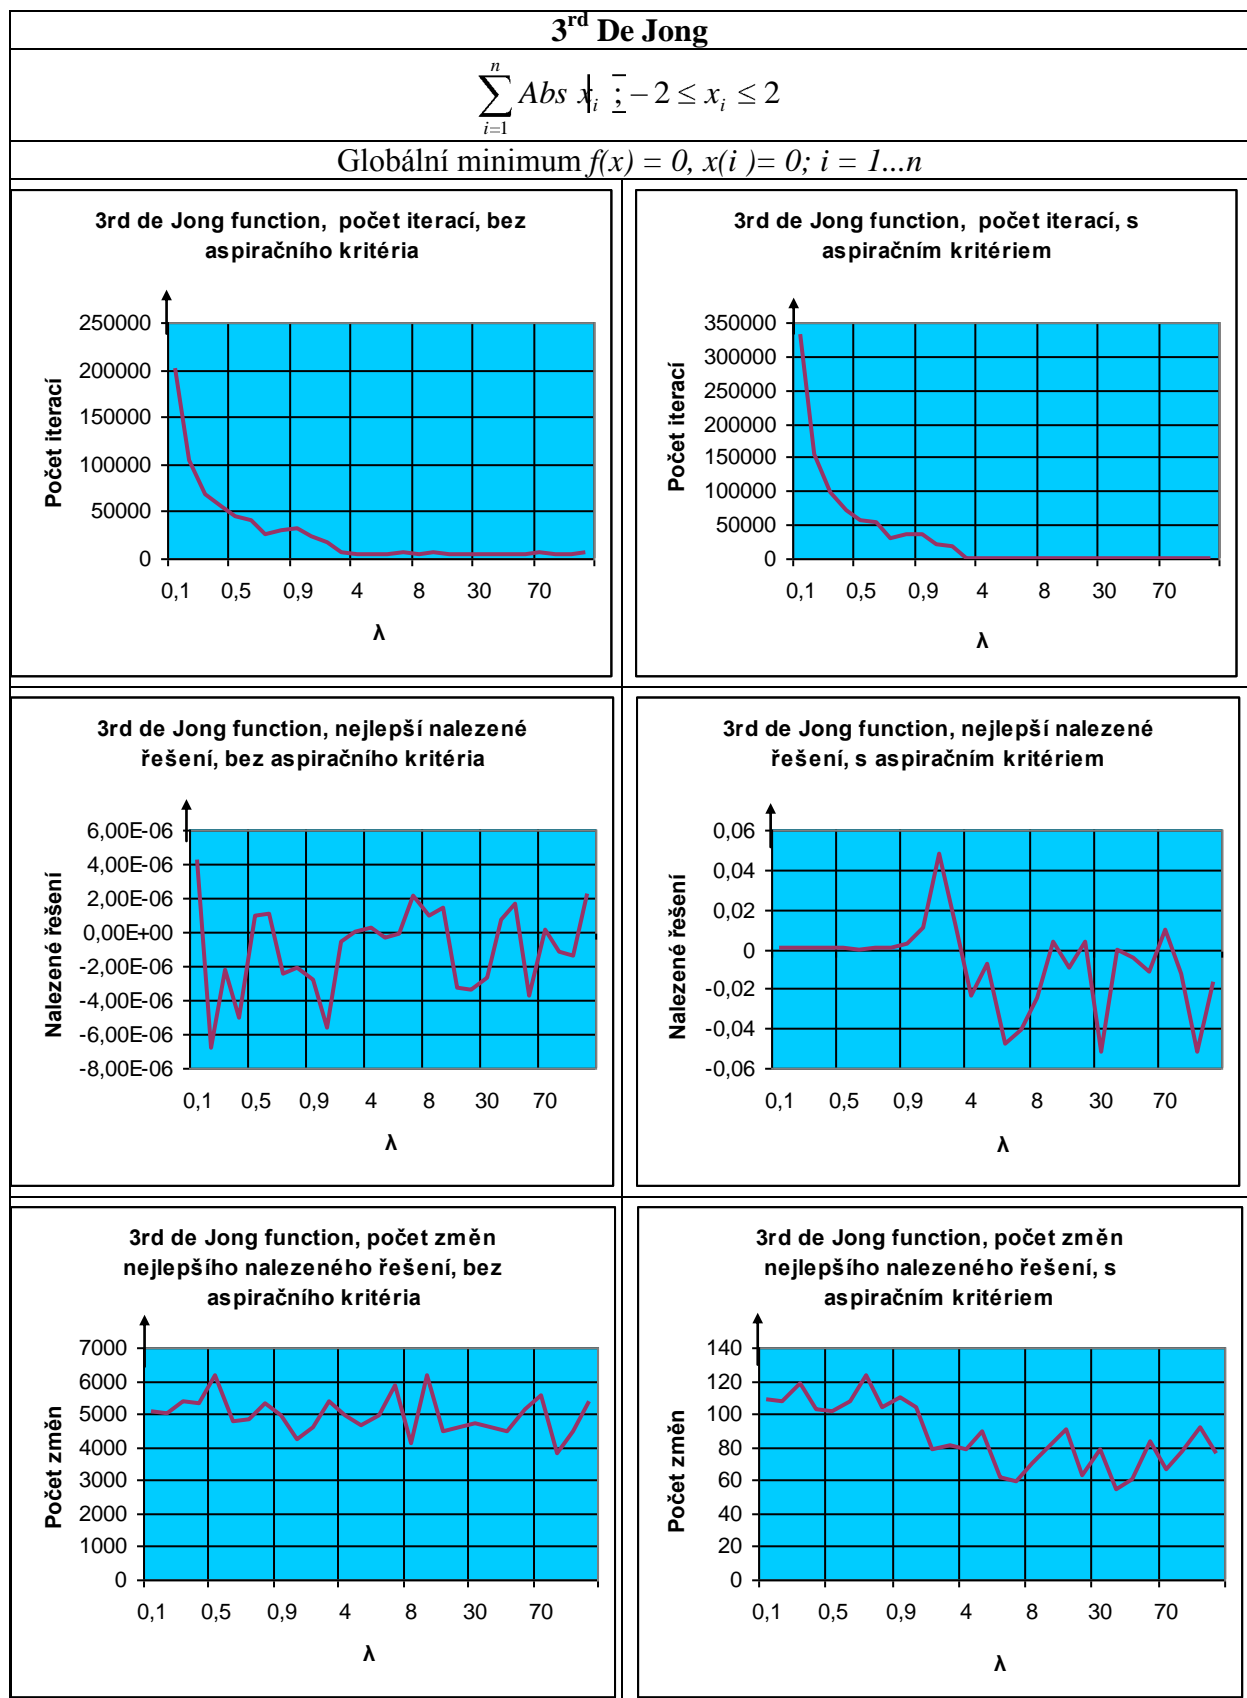 3rd De Jong
n
∑ Abs x_i ; – 2 ≤ x_i ≤ 2
i=1
Globální minimum f(x) = 0, x(i )= 0; i = 1...n
3rd de Jong function, počet iterací, bez
aspiračního kritéria
250000
200000
150000
100000
50000
0
Počet iterací
0,1 0,5 0,9 4 8 30 70
λ
3rd de Jong function, počet iterací, s
aspiračním kritériem
350000
300000
250000
200000
150000
100000
50000
0
Počet iterací
0,1 0,5 0,9 4 8 30 70
λ
3rd de Jong function, nejlepší nalezené
řešení, bez aspiračního kritéria
6,00E-06
4,00E-06
2,00E-06
0,00E+00
-2,00E-06
-4,00E-06
-6,00E-06
-8,00E-06
Nalezené řešení
0,1 0,5 0,9 4 8 30 70
λ
3rd de Jong function, nejlepší nalezené
řešení, s aspiračním kritériem
0,06
0,04
0,02
0
-0,02
-0,04
-0,06
Nalezené řešení
0,1 0,5 0,9 4 8 30 70
λ
3rd de Jong function, počet změn
nejlepšího nalezeného řešení, bez
aspiračního kritéria
7000
6000
5000
4000
3000
2000
1000
0
Počet změn
0,1 0,5 0,9 4 8 30 70
λ
3rd de Jong function, počet změn
nejlepšího nalezeného řešení, s
aspiračním kritériem
140
120
100
80
60
40
20
0
Počet změn
0,1 0,5 0,9 4 8 30 70
λ